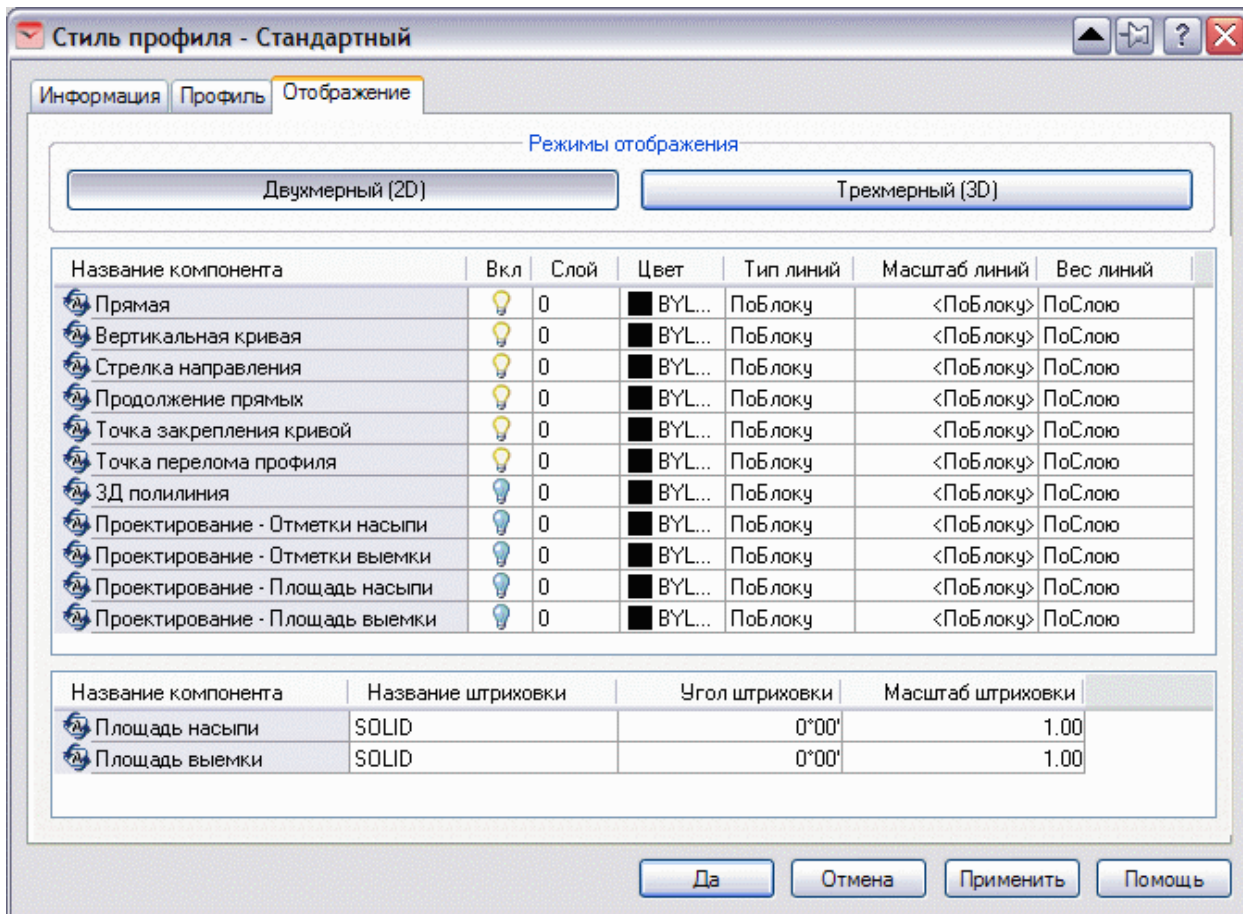 Стиль профиля - Стандартный
Информация Профиль Отображение
Режимы отображения
Двухмерный (2D) Трехмерный (3D)
Название компонента Вкл Слой Цвет Тип линий Масштаб линий Вес линий
Прямая 0 BYL... ПоБлоку <ПоБлоку> ПоСлою
Вертикальная кривая 0 BYL... ПоБлоку <ПоБлоку> ПоСлою
Стрелка направления 0 BYL... ПоБлоку <ПоБлоку> ПоСлою
Продолжение прямых 0 BYL... ПоБлоку <ПоБлоку> ПоСлою
Точка закрепления кривой 0 BYL... ПоБлоку <ПоБлоку> ПоСлою
Точка перелома профиля 0 BYL... ПоБлоку <ПоБлоку> ПоСлою
3Д полилиния 0 BYL... ПоБлоку <ПоБлоку> ПоСлою
Проектирование - Отметки насыпи 0 BYL... ПоБлоку <ПоБлоку> ПоСлою
Проектирование - Отметки выемки 0 BYL... ПоБлоку <ПоБлоку> ПоСлою
Проектирование - Площадь насыпи 0 BYL... ПоБлоку <ПоБлоку> ПоСлою
Проектирование - Площадь выемки 0 BYL... ПоБлоку <ПоБлоку> ПоСлою
Название компонента Название штриховки Угол штриховки Масштаб штриховки
Площадь насыпи SOLID 0°00' 1.00
Площадь выемки SOLID 0°00' 1.00
Да Отмена Применить Помощь